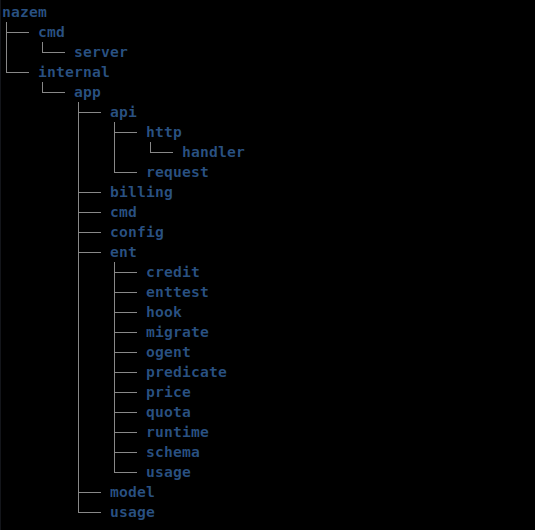 nazem
cmd
server
internal
app
api
http
handler
request
billing
cmd
config
ent
credit
enttest
hook
migrate
ogent
predicate
price
quota
runtime
schema
usage
model
usage